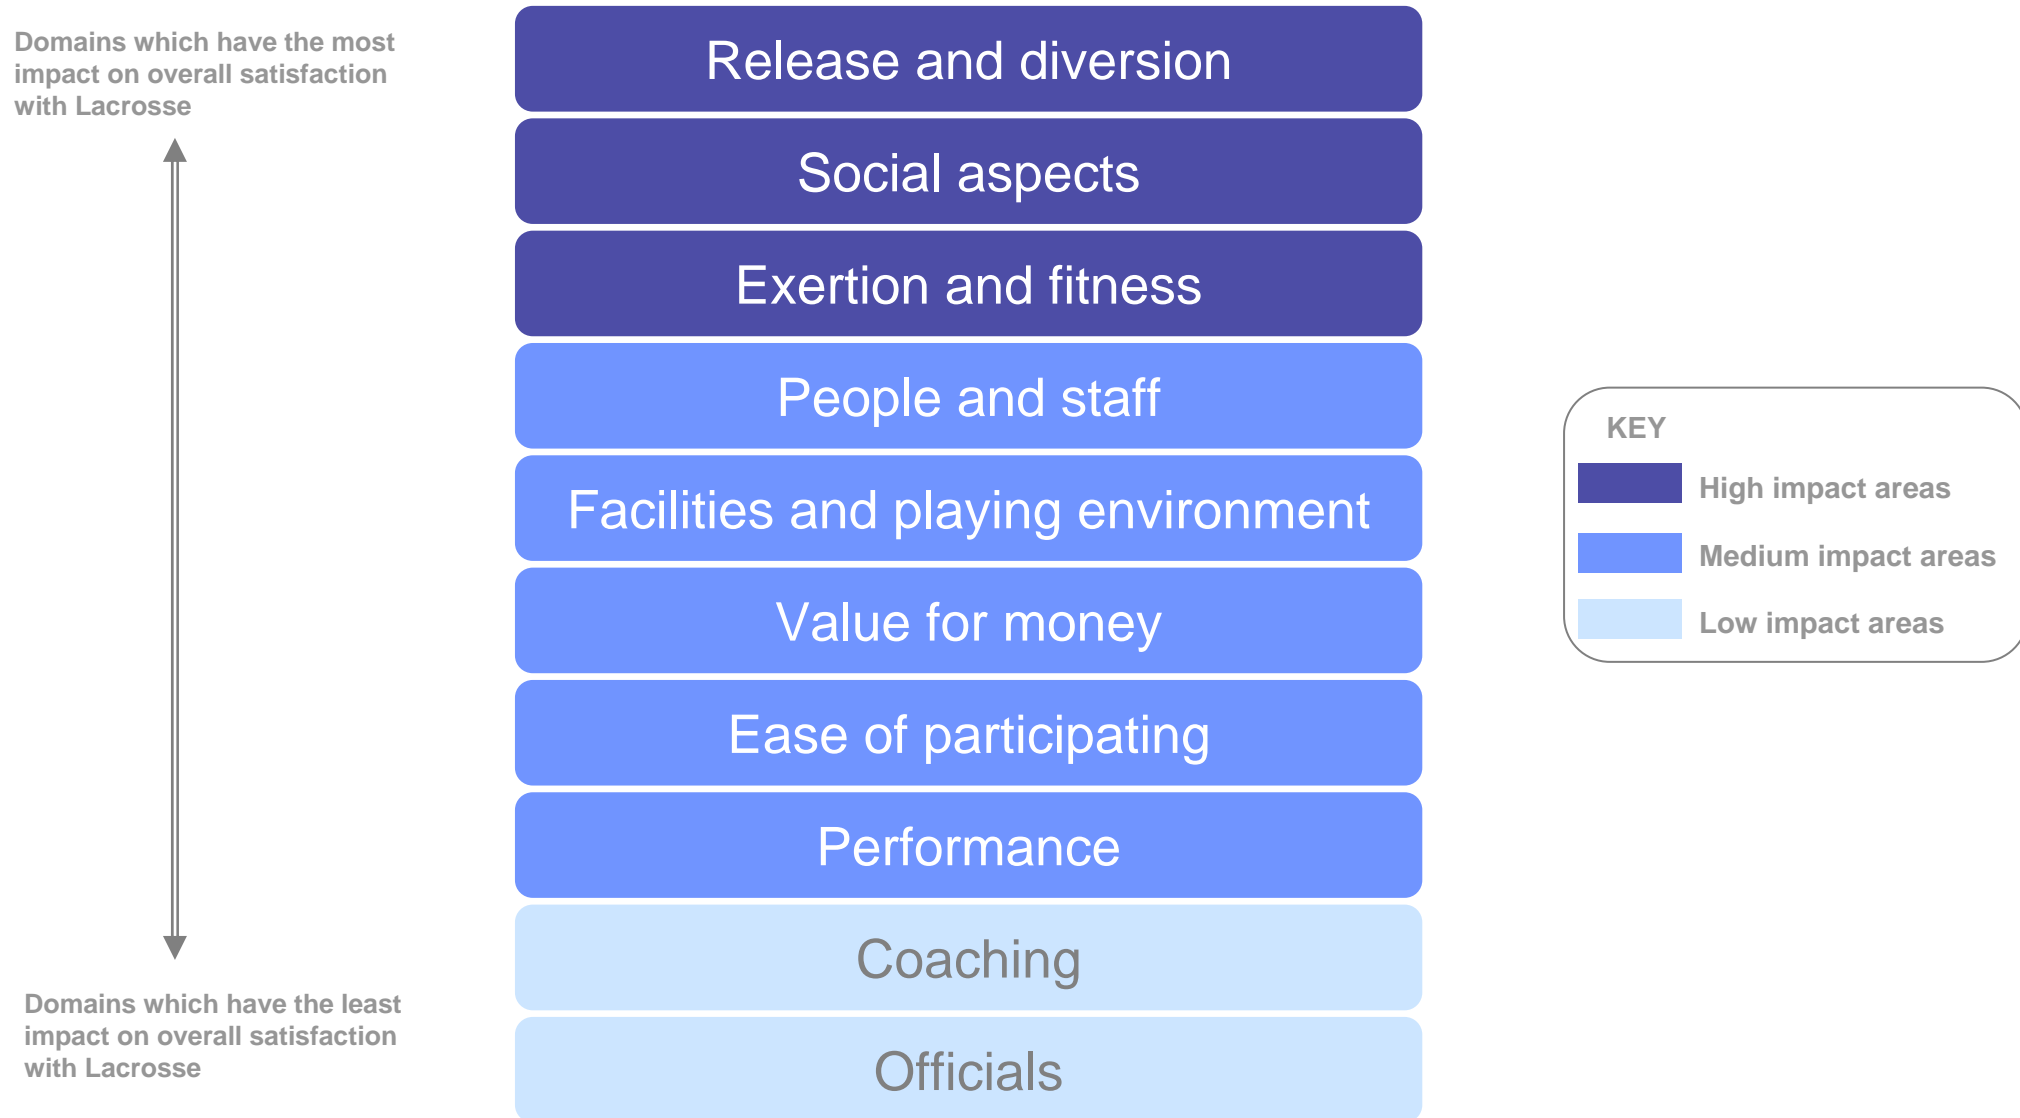 Domains which have the most
impact on overall satisfaction
with Lacrosse
Release and diversion
Social aspects
Exertion and fitness
People and staff
Facilities and playing environment
Value for money
Ease of participating
Performance
Coaching
Officials
Domains which have the least
impact on overall satisfaction
with Lacrosse
KEY
High impact areas
Medium impact areas
Low impact areas